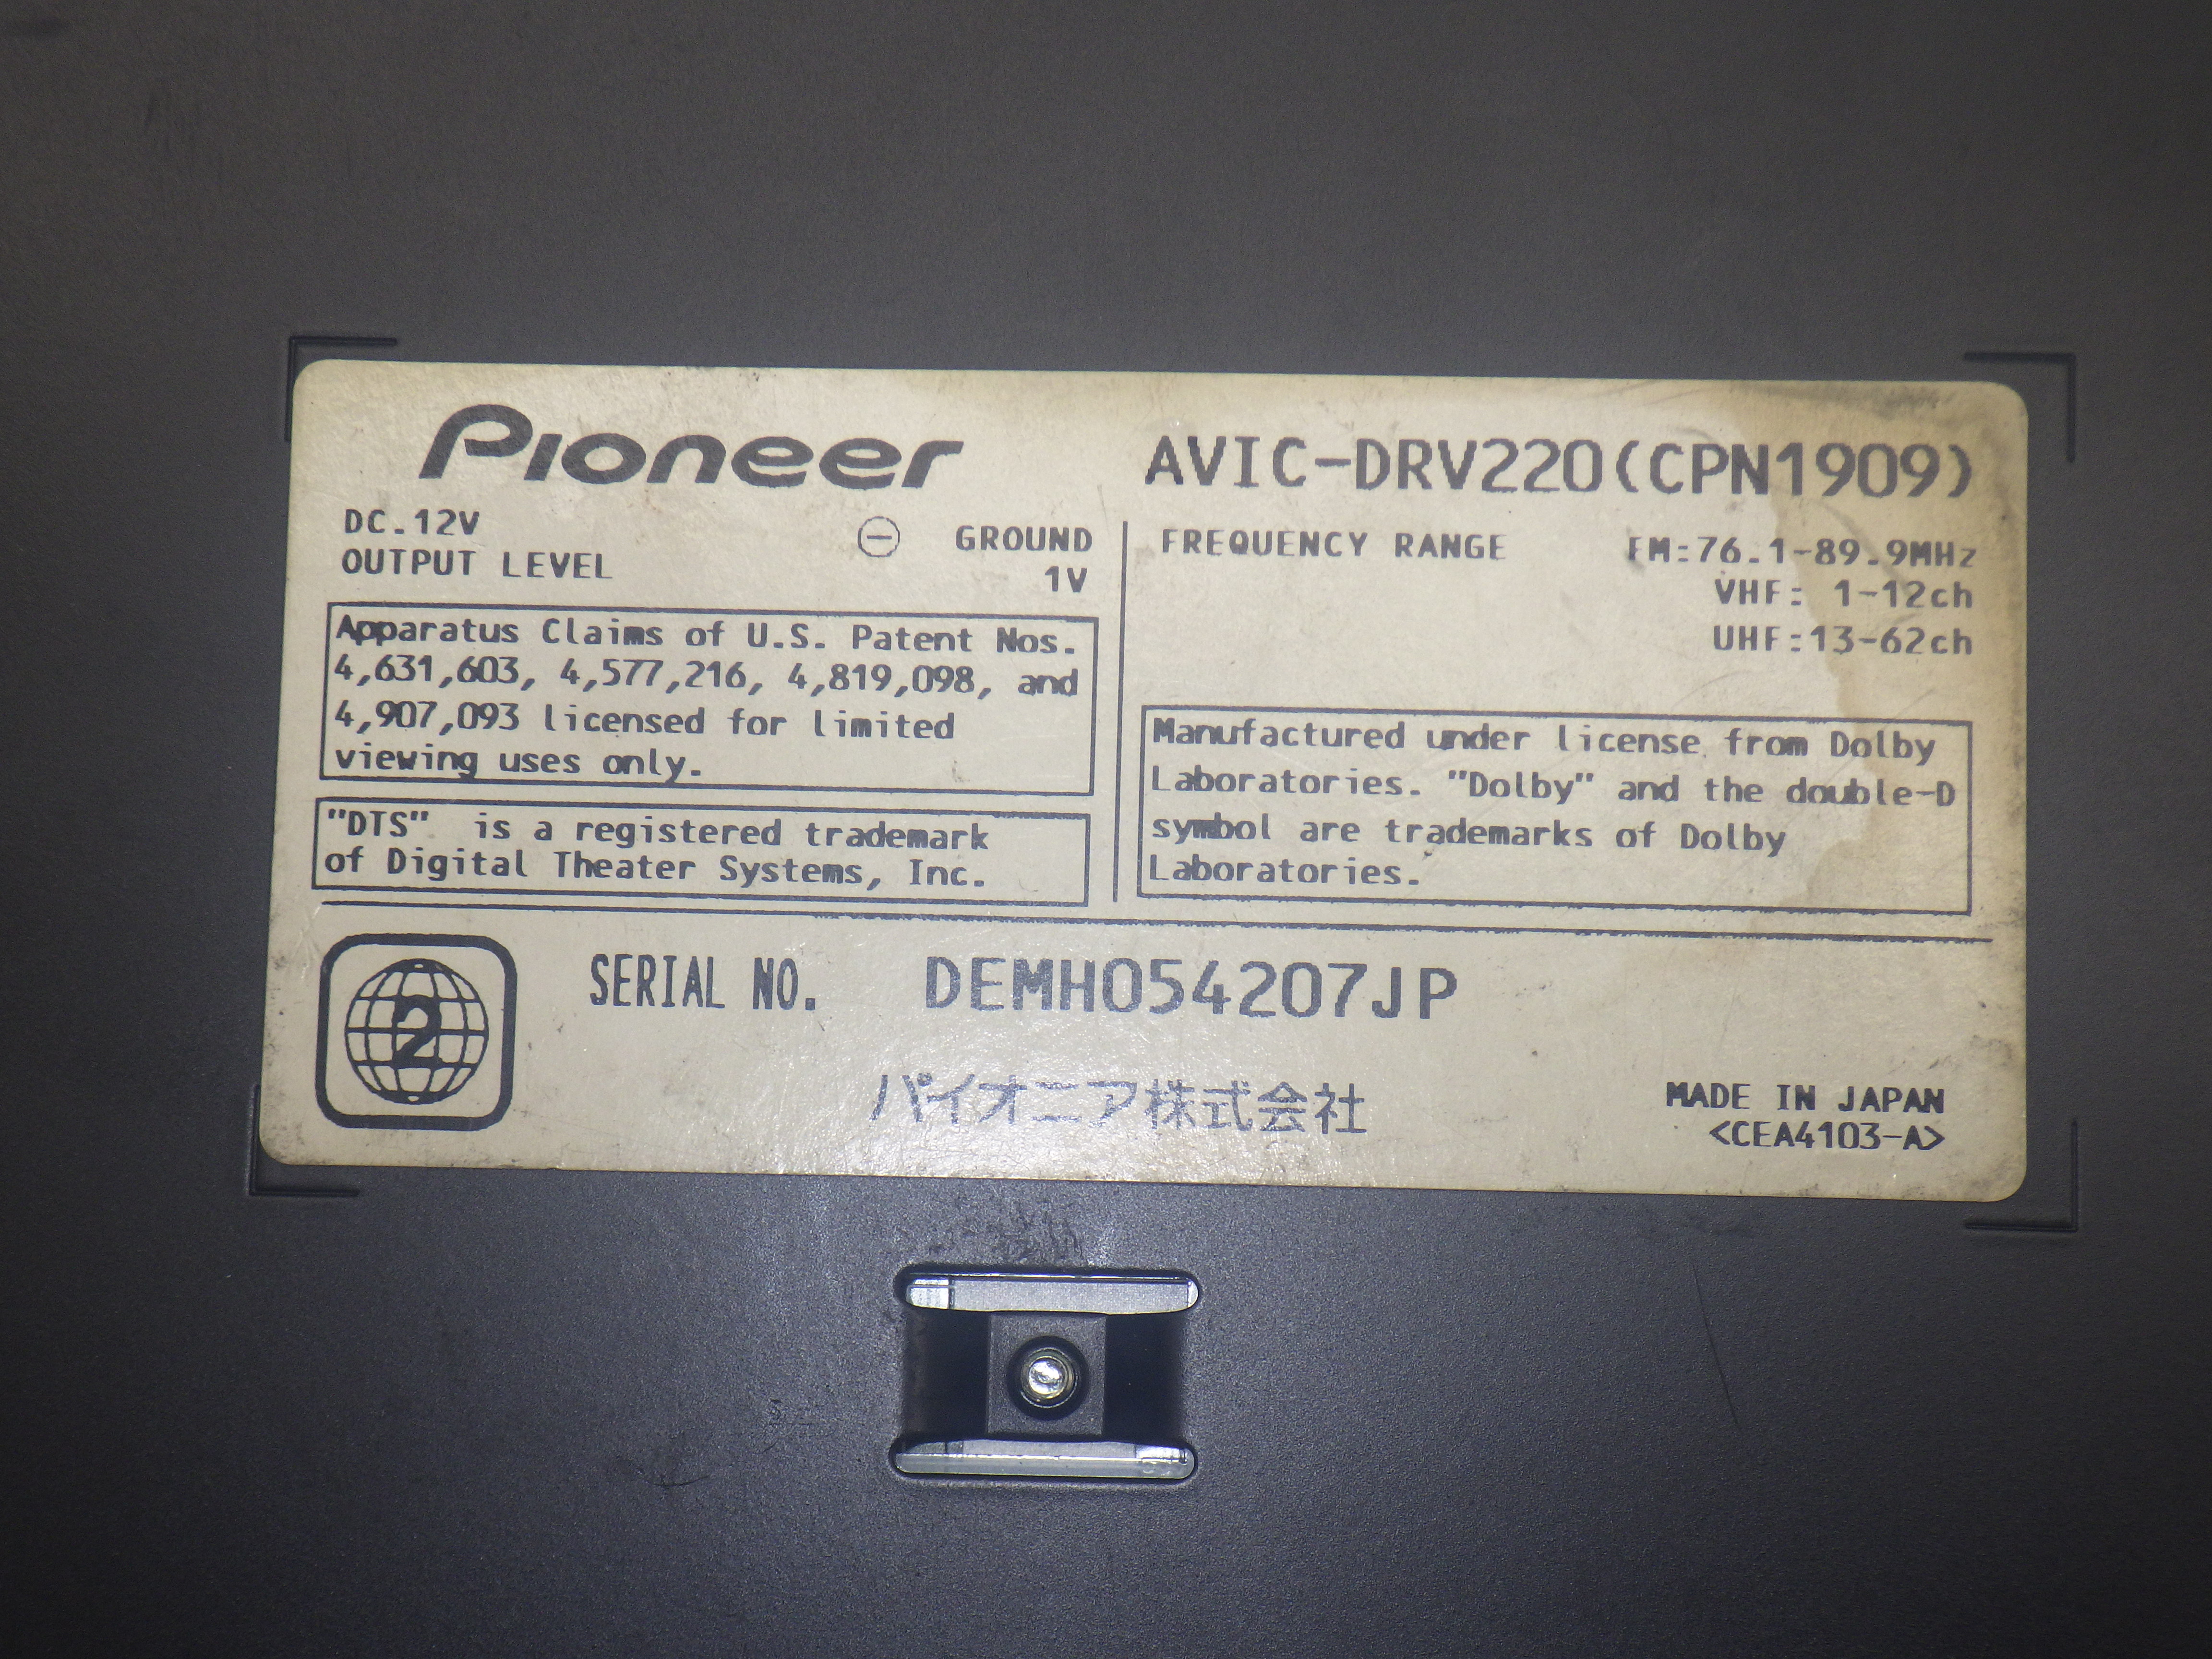 Pioneer
AVIC-DRV220(CPN1909)
DC.12V ⊖ GROUND
OUTPUT LEVEL 1V
Apparatus Claims of U.S. Patent Nos.
4,631,603, 4,577,216, 4,819,098, and
4,907,093 licensed for limited
viewing uses only.
"DTS" is a registered trademark
of Digital Theater Systems, Inc.
FREQUENCY RANGE FM:76.1-89.9MHz
VHF: 1-12ch
UHF:13-62ch
Manufactured under license from Dolby
Laboratories. "Dolby" and the double-D
symbol are trademarks of Dolby
Laboratories.
2
SERIAL NO. DEMH054207JP
パイオニア株式会社
MADE IN JAPAN
<CEA4103-A>